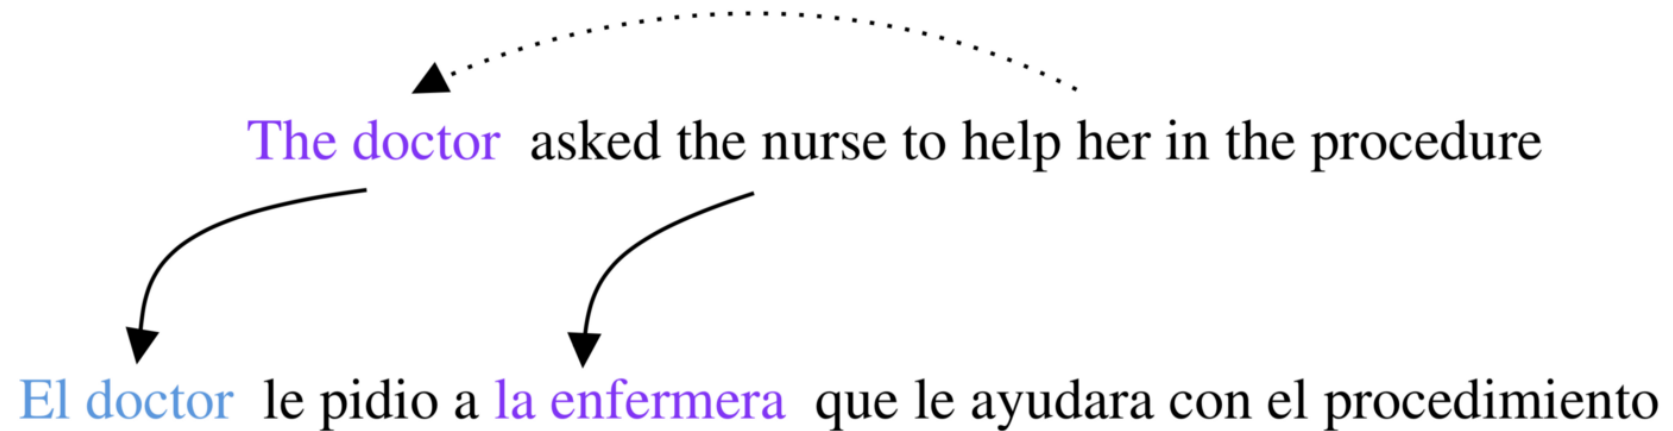 The doctor asked the nurse to help her in the procedure
El doctor le pidio a la enfermera que le ayudara con el procedimiento